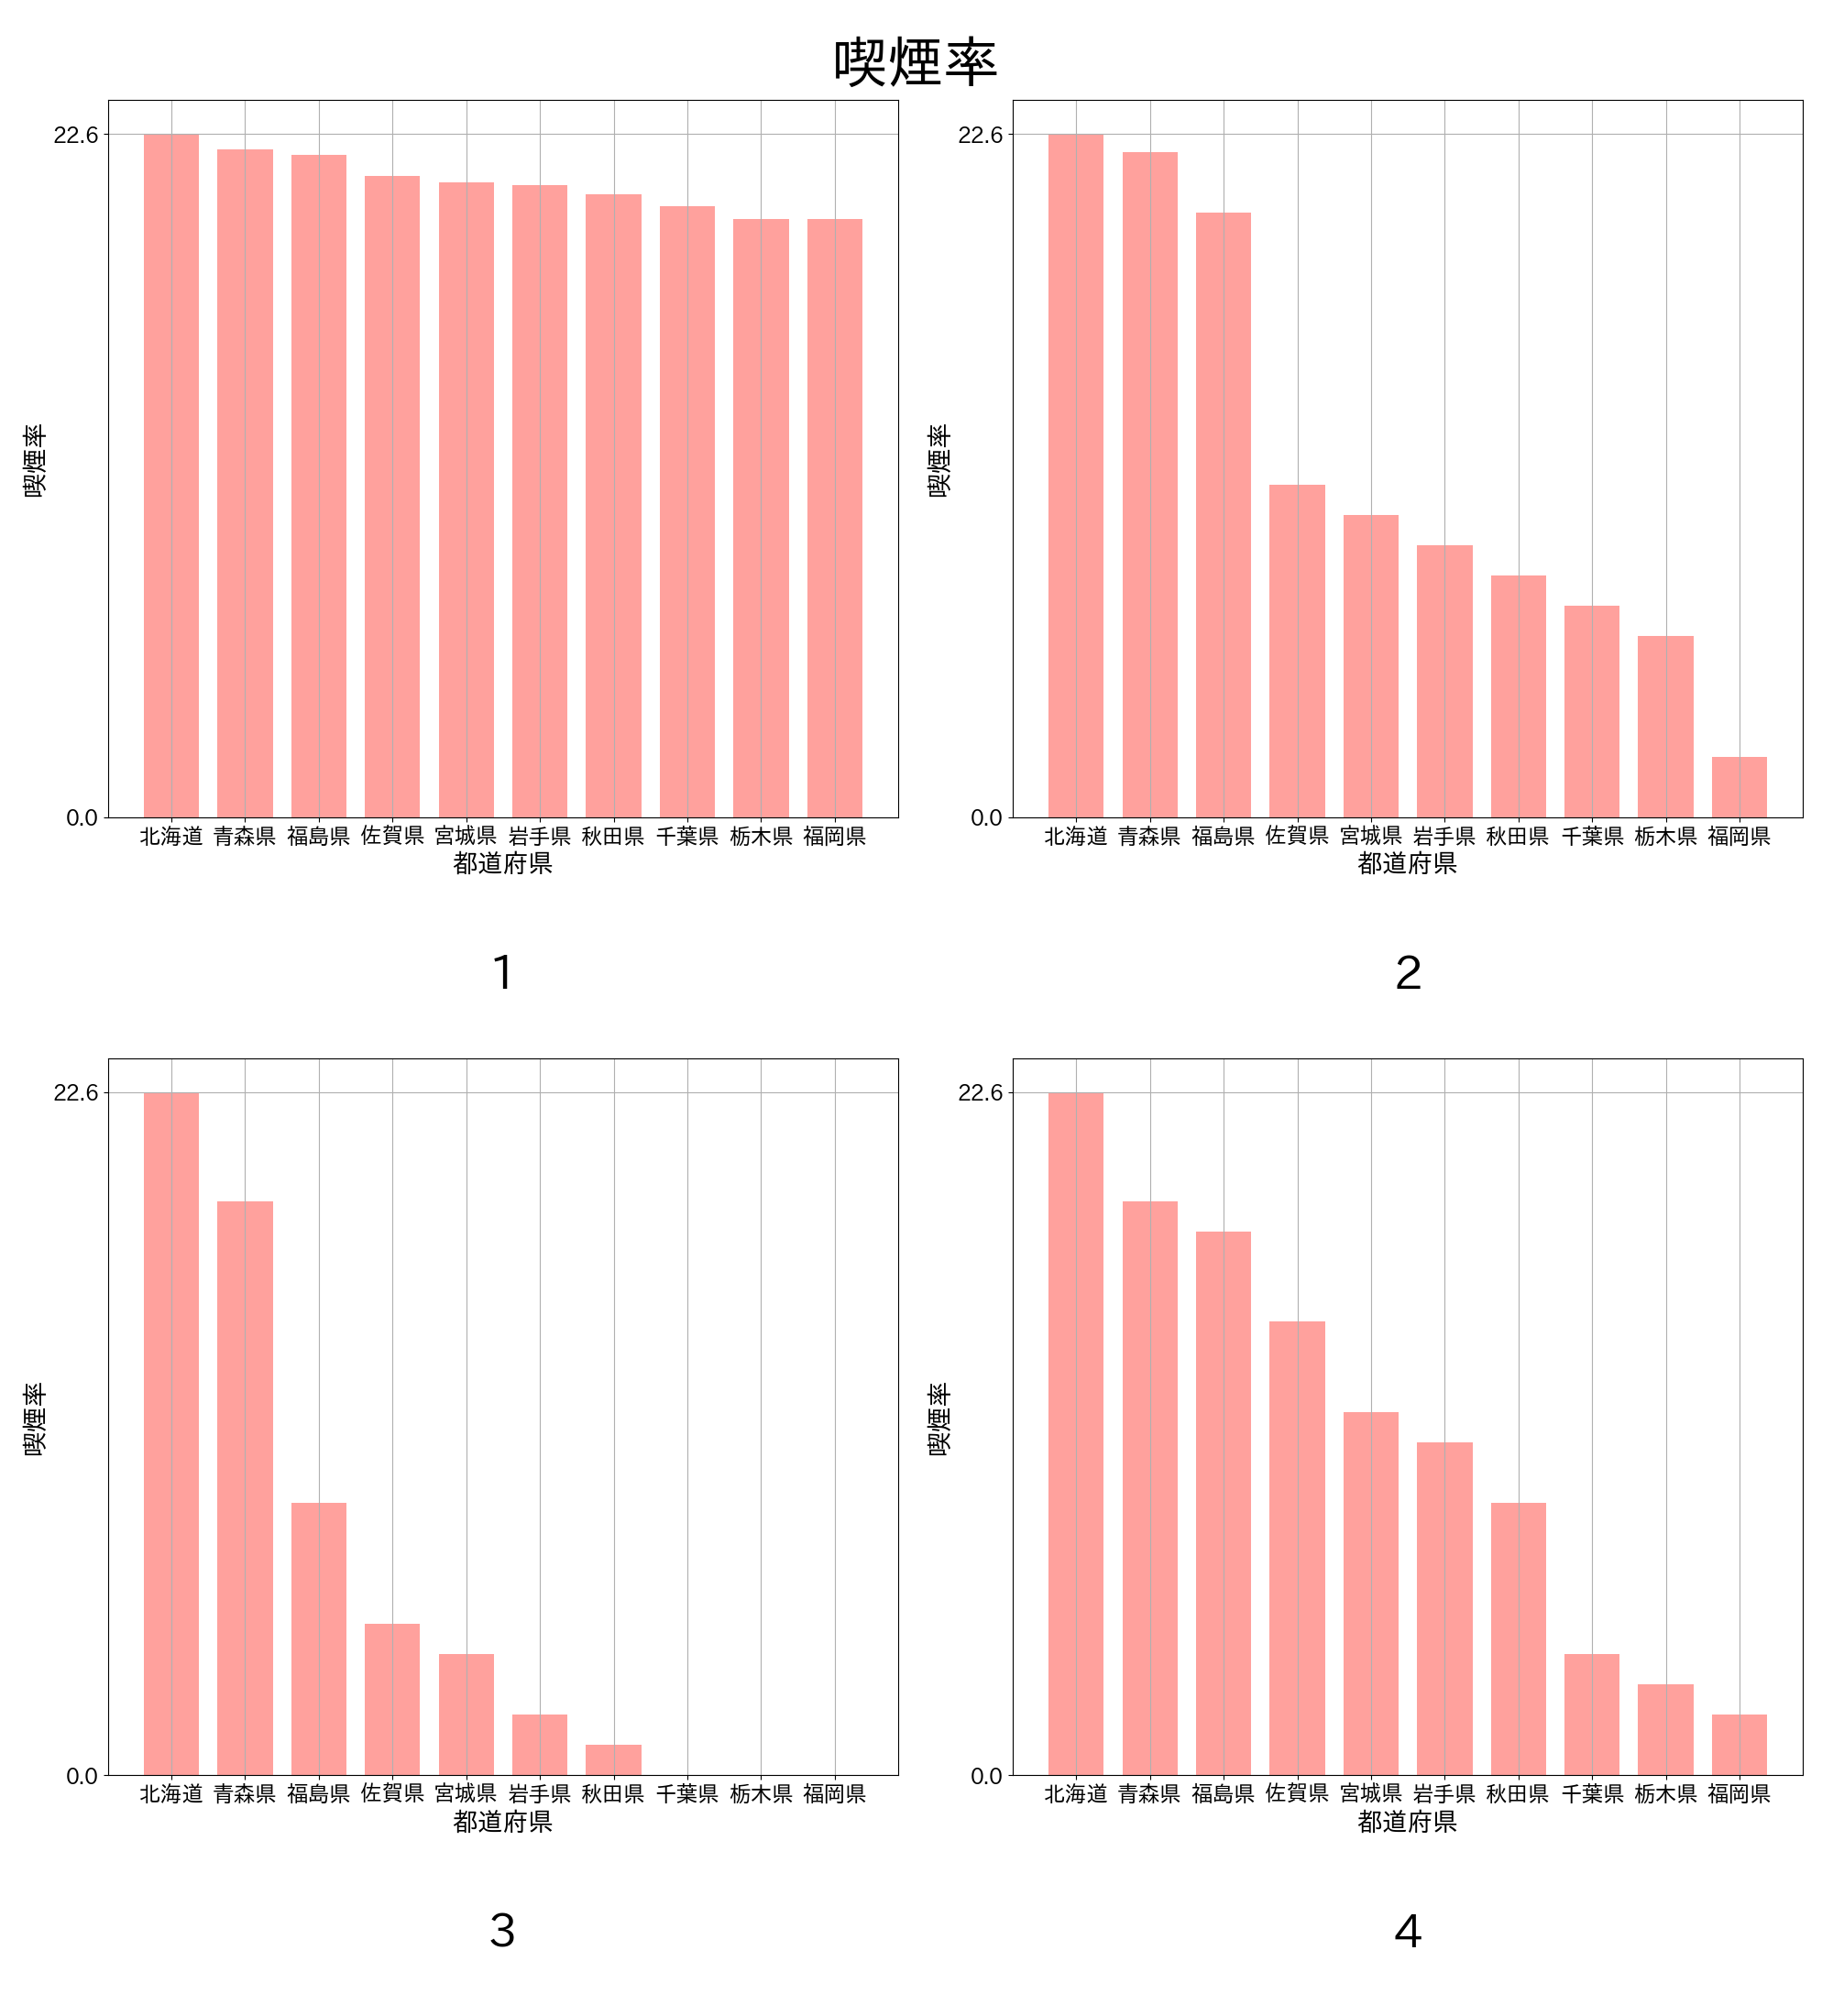 喫煙率
22.6
0.0
喫煙率
北海道 青森県 福島県 佐賀県 宮城県 岩手県 秋田県 千葉県 栃木県 福岡県
都道府県
1
22.6
0.0
喫煙率
北海道 青森県 福島県 佐賀県 宮城県 岩手県 秋田県 千葉県 栃木県 福岡県
都道府県
2
22.6
0.0
喫煙率
北海道 青森県 福島県 佐賀県 宮城県 岩手県 秋田県 千葉県 栃木県 福岡県
都道府県
3
22.6
0.0
喫煙率
北海道 青森県 福島県 佐賀県 宮城県 岩手県 秋田県 千葉県 栃木県 福岡県
都道府県
4